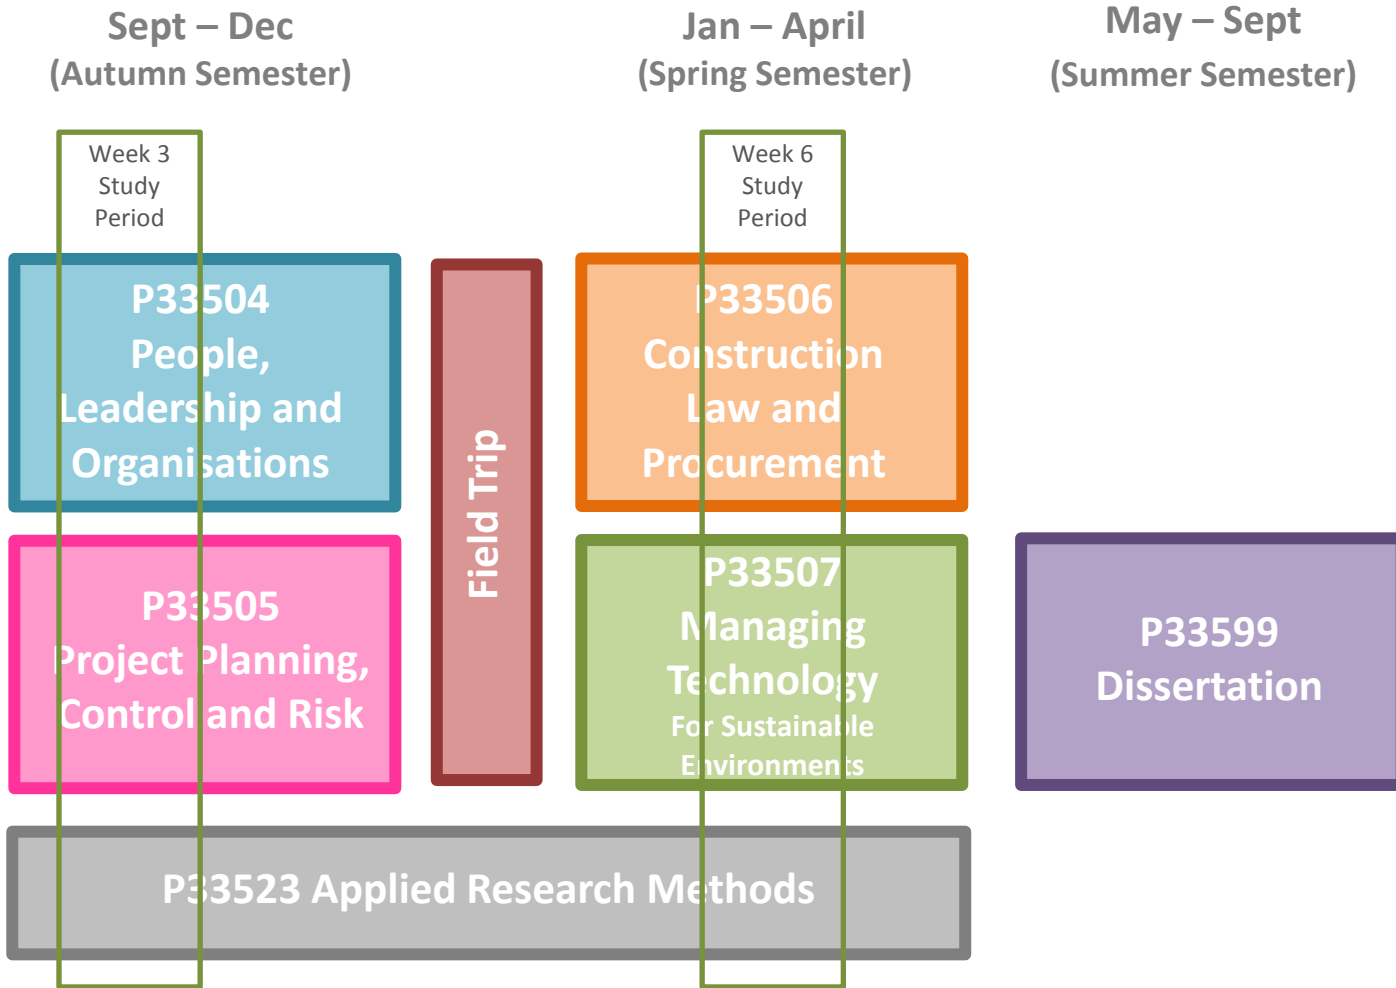 Sept – Dec
(Autumn Semester)
Jan – April
(Spring Semester)
May – Sept
(Summer Semester)
Week 3
Study
Period
Week 6
Study
Period
P33504
People,
Leadership and
Organisations
Field Trip
P33506
Construction
Law and
Procurement
P33505
Project Planning,
Control and Risk
P33507
Managing
Technology
For Sustainable
Environments
P33599
Dissertation
P33523 Applied Research Methods